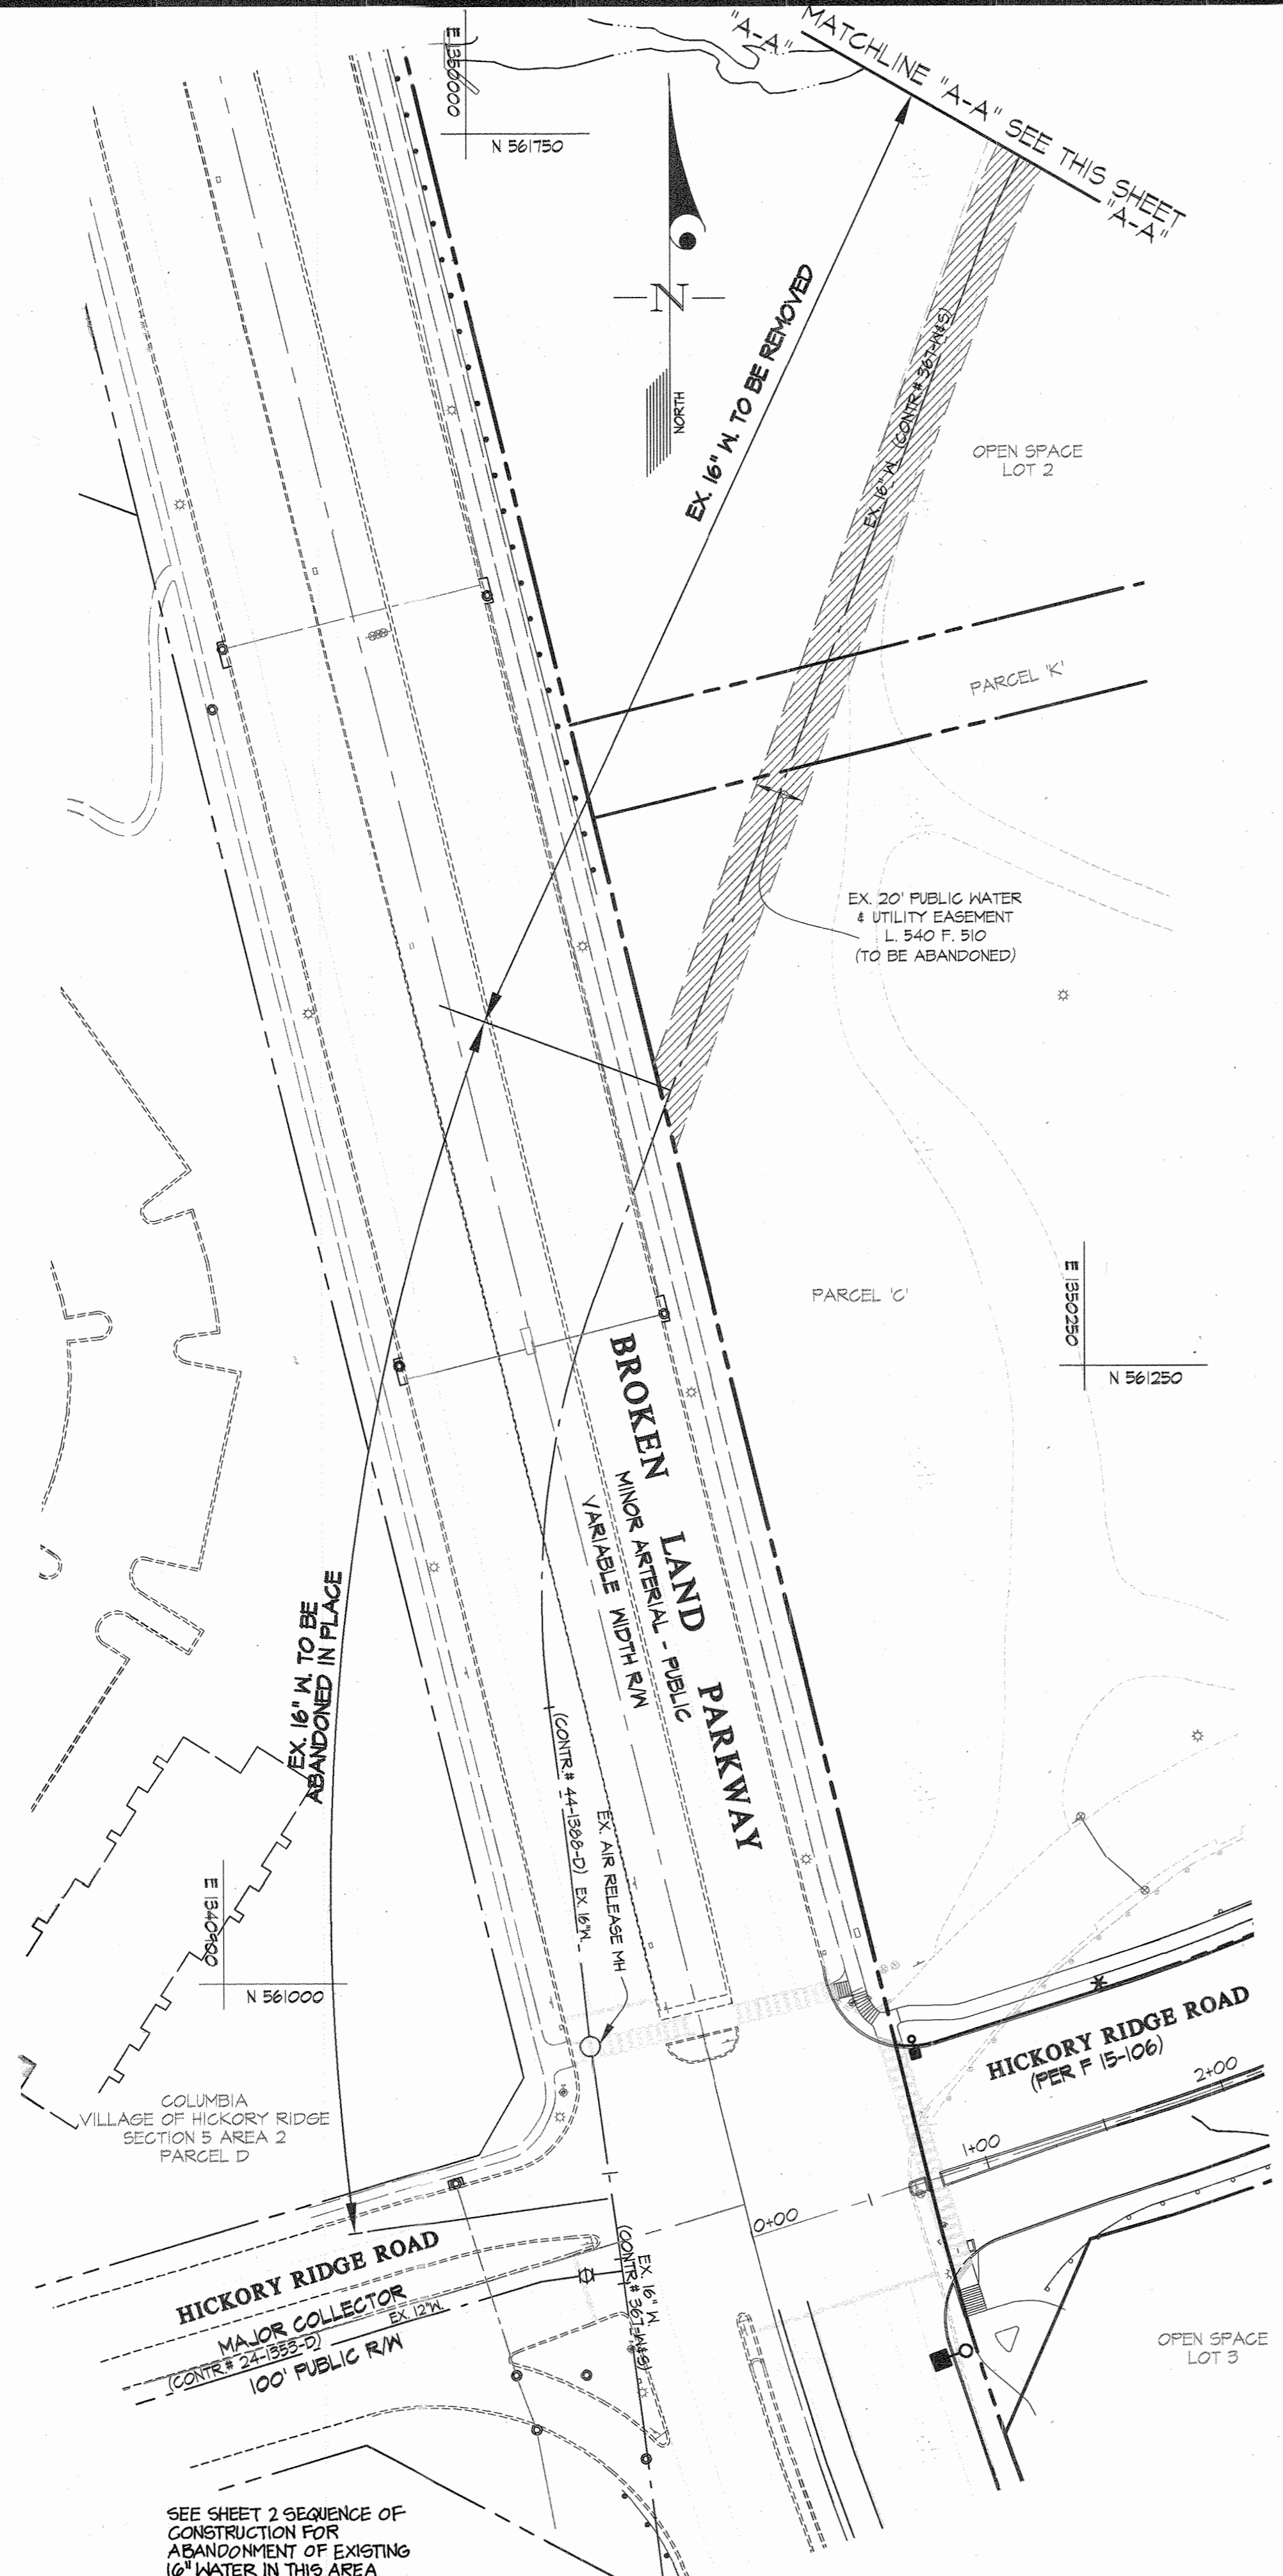 "A-A"
MATCHLINE "A-A" SEE THIS SHEET
"A-A"
E 1350000
N 561750
N
NORTH
EX. 16" W. TO BE REMOVED
EX. 16" W. (CONTR.# 367-W&S)
OPEN SPACE
LOT 2
PARCEL 'K'
EX. 20' PUBLIC WATER
& UTILITY EASEMENT
L. 540 F. 510
(TO BE ABANDONED)
PARCEL 'C'
E 1350250
N 561250
BROKEN LAND PARKWAY
MINOR ARTERIAL - PUBLIC
VARIABLE WIDTH R/W
EX. 16" W. TO BE
ABANDONED IN PLACE
(CONTR.# 44-1388-D) EX. 16"W.
EX. AIR RELEASE MH
E 1349900
N 561000
COLUMBIA
VILLAGE OF HICKORY RIDGE
SECTION 5 AREA 2
PARCEL D
HICKORY RIDGE ROAD
(PER F 15-106)
2+00
1+00
0+00
HICKORY RIDGE ROAD
MAJOR COLLECTOR
(CONTR.# 24-1353-D) EX. 12"W.
100' PUBLIC R/W
EX. 16" W.
(CONTR.# 367-W&S)
OPEN SPACE
LOT 3
SEE SHEET 2 SEQUENCE OF
CONSTRUCTION FOR
ABANDONMENT OF EXISTING
16" WATER IN THIS AREA